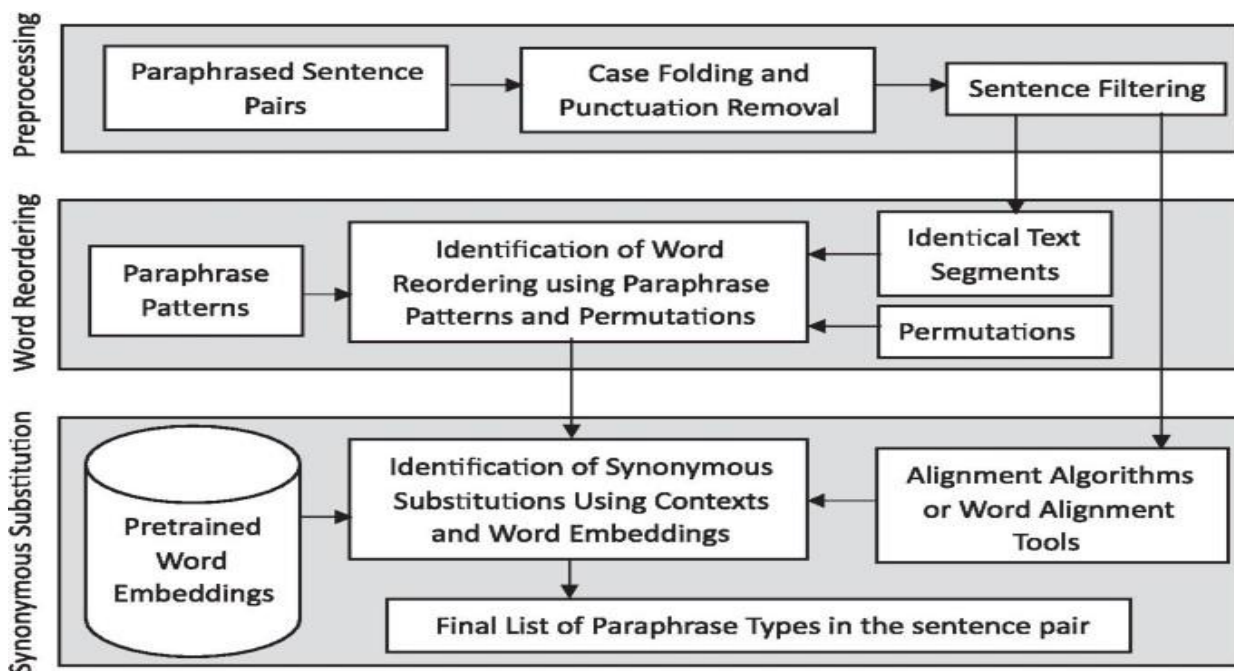 Preprocessing
Paraphrased Sentence
Pairs
Case Folding and
Punctuation Removal
Sentence Filtering
Word Reordering
Paraphrase
Patterns
Identification of Word
Reordering using Paraphrase
Patterns and Permutations
Identical Text
Segments
Permutations
Synonymous Substitution
Pretrained
Word
Embeddings
Identification of Synonymous
Substitutions Using Contexts
and Word Embeddings
Alignment Algorithms
or Word Alignment
Tools
Final List of Paraphrase Types in the sentence pair